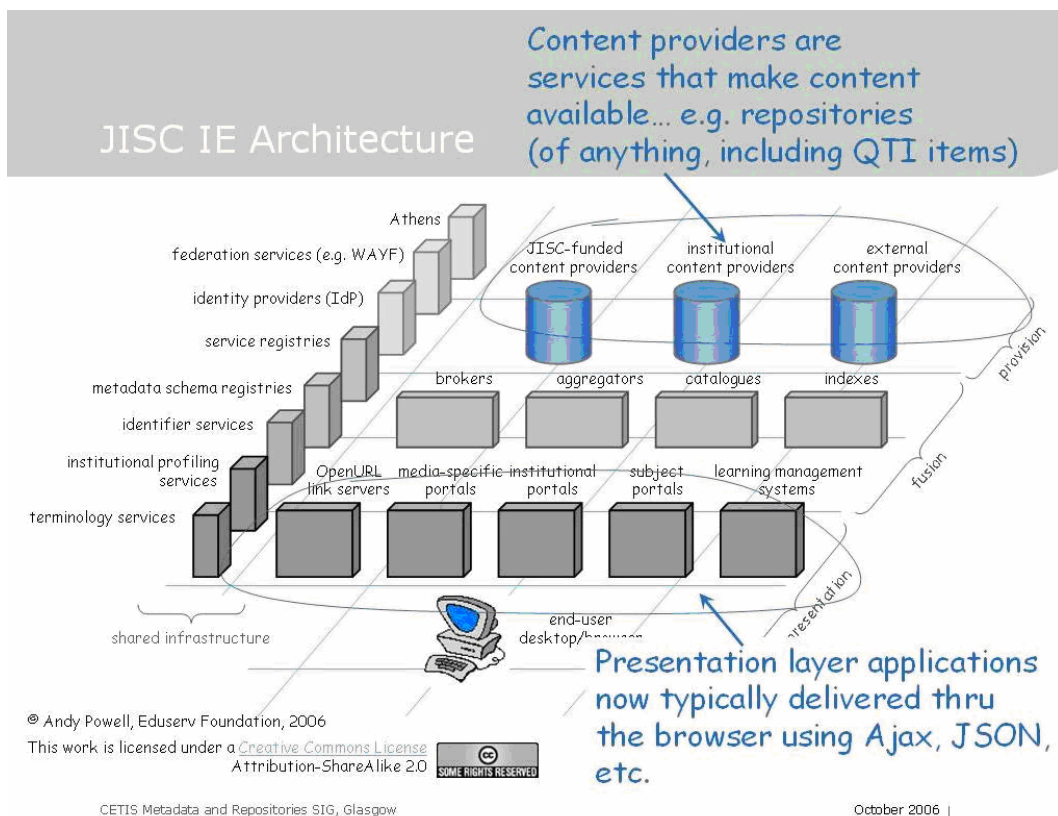 Content providers are
services that make content
available... e.g. repositories
(of anything, including QTI items)
JISC IE Architecture
Athens
federation services (e.g. WAYF)
identity providers (IdP)
service registries
metadata schema registries
identifier services
institutional profiling
services
terminology services
JISC-funded
content providers
institutional
content providers
external
content providers
provision
brokers
aggregators
catalogues
indexes
fusion
OpenURL
link servers
media-specific
portals
institutional
portals
subject
portals
learning management
systems
presentation
shared infrastructure
end-user
desktop/browser
Presentation layer applications
now typically delivered thru
the browser using Ajax, JSON,
etc.
© Andy Powell, Eduserv Foundation, 2006
This work is licensed under a Creative Commons License
Attribution-ShareAlike 2.0
cc
SOME RIGHTS RESERVED
CETIS Metadata and Repositories SIG, Glasgow
October 2006 |